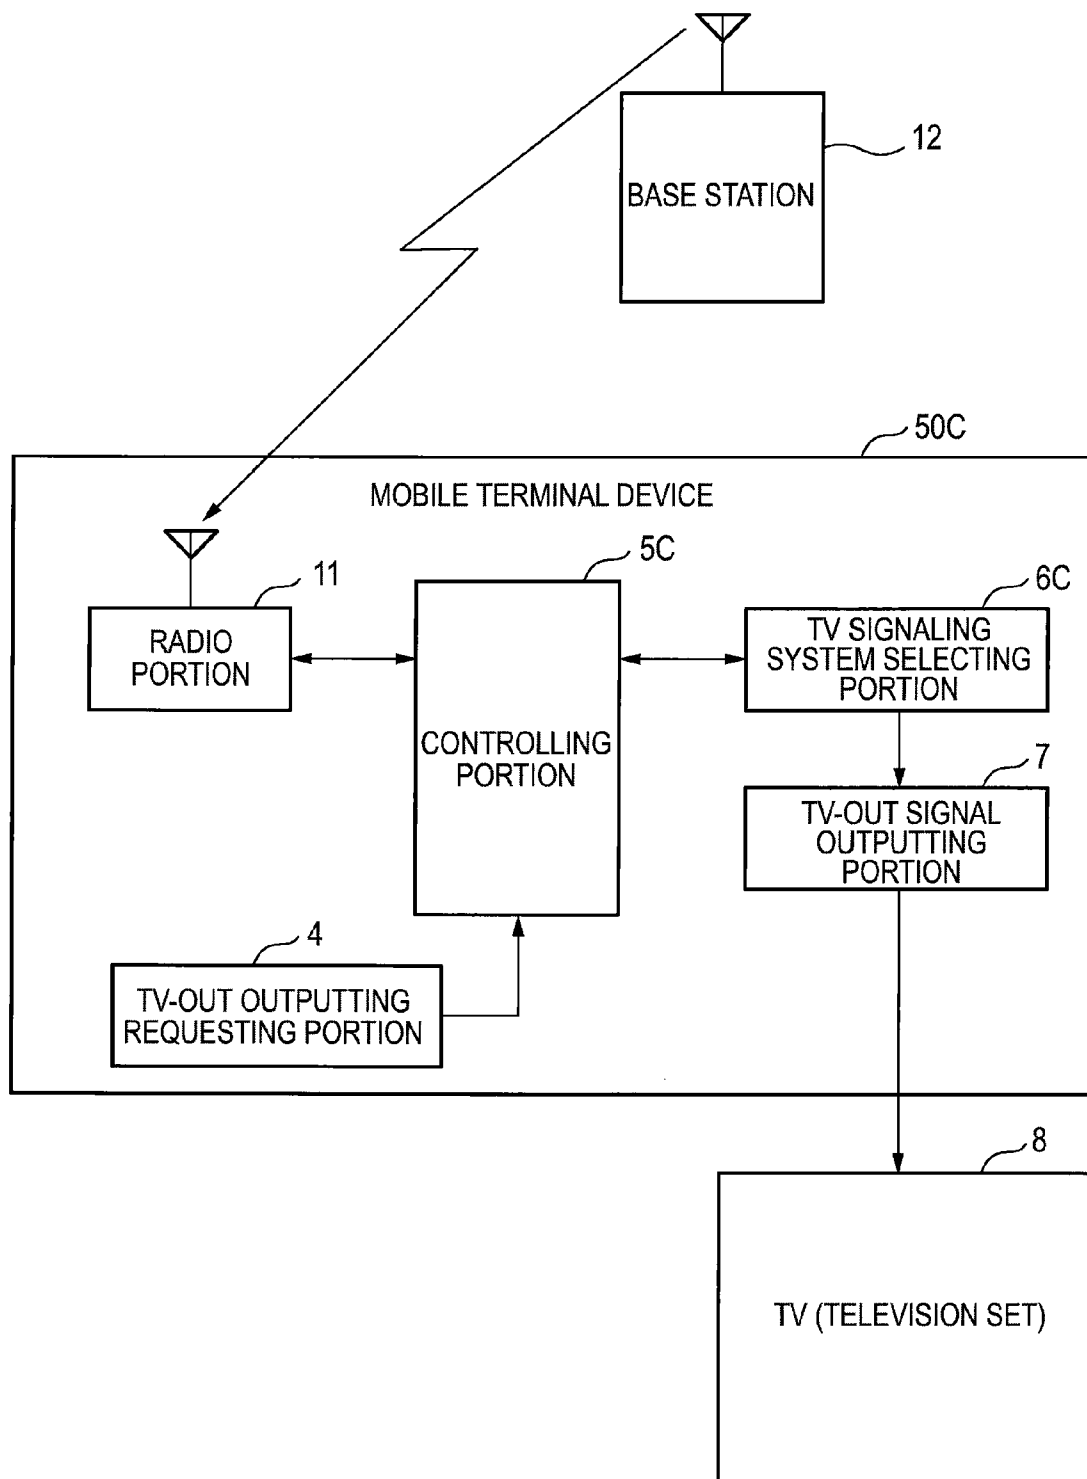 12
BASE STATION
50C
MOBILE TERMINAL DEVICE
5C
11
6C
RADIO
PORTION
TV SIGNALING
SYSTEM SELECTING
PORTION
CONTROLLING
PORTION
7
TV-OUT SIGNAL
OUTPUTTING
PORTION
4
TV-OUT OUTPUTTING
REQUESTING PORTION
8
TV (TELEVISION SET)